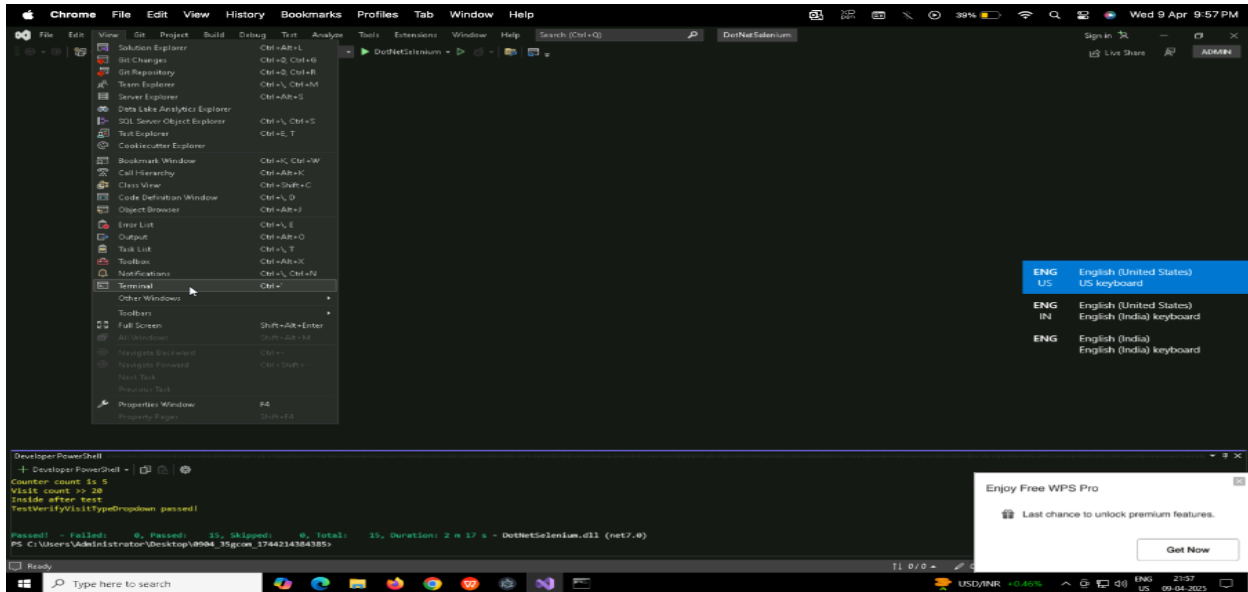 Chrome File Edit View History Bookmarks Profiles Tab Window Help 39% Wed 9 Apr 9:57 PM
File Edit View Git Project Build Debug Test Analyze Tools Extensions Window Help Search (Ctrl+Q) DotNetSelenium Sign in
DotNetSelenium Live Share ADMIN
Solution Explorer Ctrl+Alt+L
Git Changes Ctrl+0, Ctrl+G
Git Repository Ctrl+0, Ctrl+R
Team Explorer Ctrl+\, Ctrl+M
Server Explorer Ctrl+Alt+S
Data Lake Analytics Explorer
SQL Server Object Explorer Ctrl+\, Ctrl+S
Test Explorer Ctrl+E, T
Cookiecutter Explorer
Bookmark Window Ctrl+K, Ctrl+W
Call Hierarchy Ctrl+Alt+K
Class View Ctrl+Shift+C
Code Definition Window Ctrl+\, D
Object Browser Ctrl+Alt+J
Error List Ctrl+\, E
Output Ctrl+Alt+O
Task List Ctrl+\, T
Toolbox Ctrl+Alt+X
Notifications Ctrl+\, Ctrl+N
Terminal Ctrl+`
Other Windows
Toolbars
Full Screen Shift+Alt+Enter
All Windows Shift+Alt+M
Navigate Backward Ctrl+-
Navigate Forward Ctrl+Shift+-
Next Task
Previous Task
Properties Window F4
Property Pages Shift+F4
ENG English (United States)
US US keyboard
ENG English (United States)
IN English (India) keyboard
ENG English (India)
English (India) keyboard
Developer PowerShell
+ Developer PowerShell
Counter count is 5
Visit count >> 20
Inside after test
TestVerifyVisitTypeDropdown passed!
Passed! - Failed: 0, Passed: 15, Skipped: 0, Total: 15, Duration: 2 m 17 s - DotNetSelenium.dll (net7.0)
PS C:\Users\Administrator\Desktop\0904_35gcom_1744214384385>
Enjoy Free WPS Pro
Last chance to unlock premium features.
Get Now
Ready 0/0
Type here to search USD/INR +0.46% ENG 21:57
US 09-04-2025